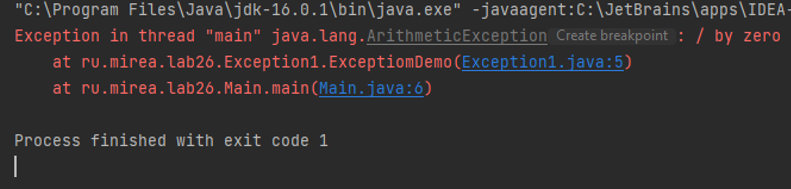 "C:\Program Files\Java\jdk-16.0.1\bin\java.exe" -javaagent:C:\JetBrains\apps\IDEA-
Exception in thread "main" java.lang.ArithmeticException Create breakpoint : / by zero
at ru.mirea.lab26.Exception1.ExceptiomDemo(Exception1.java:5)
at ru.mirea.lab26.Main.main(Main.java:6)
Process finished with exit code 1